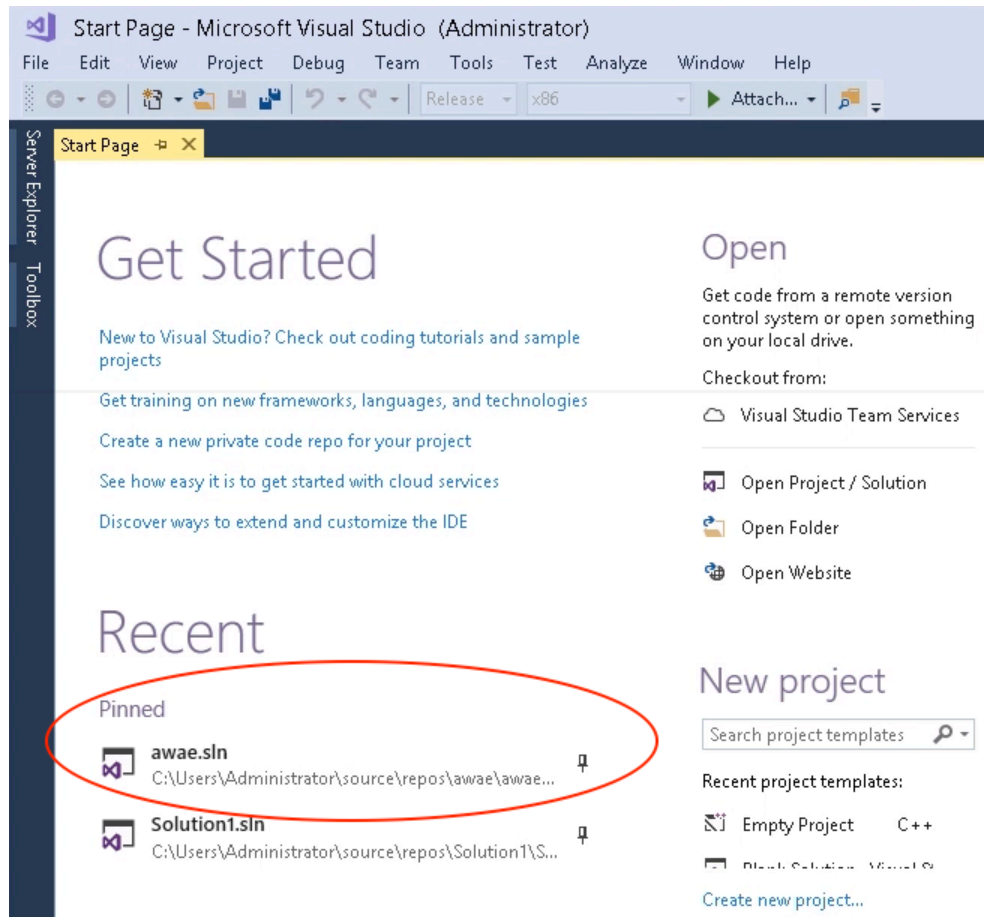 Start Page - Microsoft Visual Studio (Administrator)
File Edit View Project Debug Team Tools Test Analyze Window Help
Release x86 Attach...
Server Explorer
Toolbox
Start Page
Get Started
New to Visual Studio? Check out coding tutorials and sample
projects
Get training on new frameworks, languages, and technologies
Create a new private code repo for your project
See how easy it is to get started with cloud services
Discover ways to extend and customize the IDE
Recent
Pinned
awae.sln
C:\Users\Administrator\source\repos\awae\awae...
Solution1.sln
C:\Users\Administrator\source\repos\Solution1\S...
Open
Get code from a remote version
control system or open something
on your local drive.
Checkout from:
Visual Studio Team Services
Open Project / Solution
Open Folder
Open Website
New project
Search project templates
Recent project templates:
Empty Project C++
Blank Solution
Create new project...